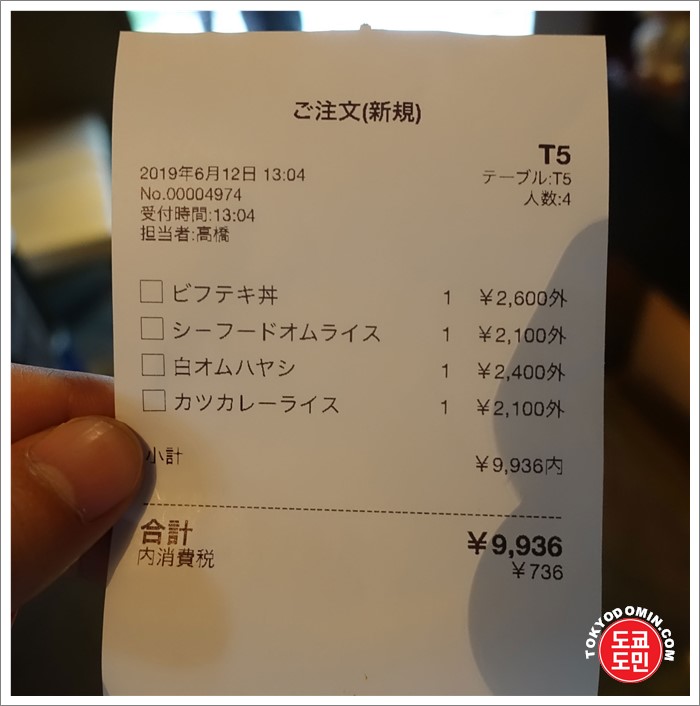 ご注文(新規)
T5
2019年6月12日 13:04
テーブル:T5
No.00004974
人数:4
受付時間:13:04
担当者:高橋
ビフテキ丼 1 ¥2,600外
シーフードオムライス 1 ¥2,100外
白オムハヤシ 1 ¥2,400外
カツカレーライス 1 ¥2,100外
小計 ¥9,936内
合計 ¥9,936
内消費税 ¥736
TOKYODOMIN.COM
도쿄
도민